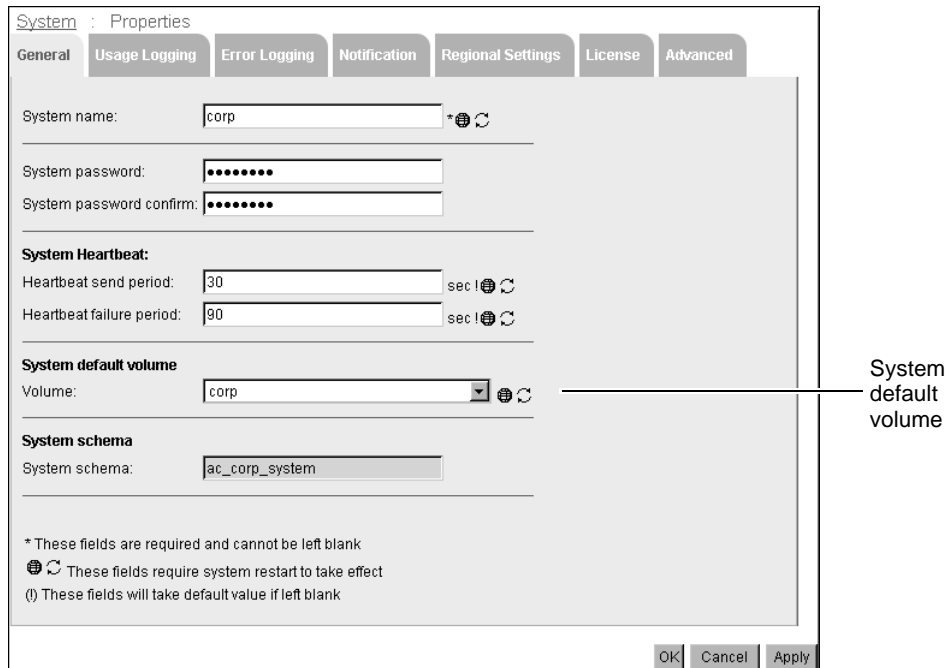 System : Properties
General Usage Logging Error Logging Notification Regional Settings License Advanced
System name: corp *
System password: ••••••••
System password confirm: ••••••••
System Heartbeat:
Heartbeat send period: 30 sec !
Heartbeat failure period: 90 sec !
System default volume
Volume: corp
System default volume
System schema
System schema: ac_corp_system
* These fields are required and cannot be left blank
These fields require system restart to take effect
(!) These fields will take default value if left blank
OK Cancel Apply